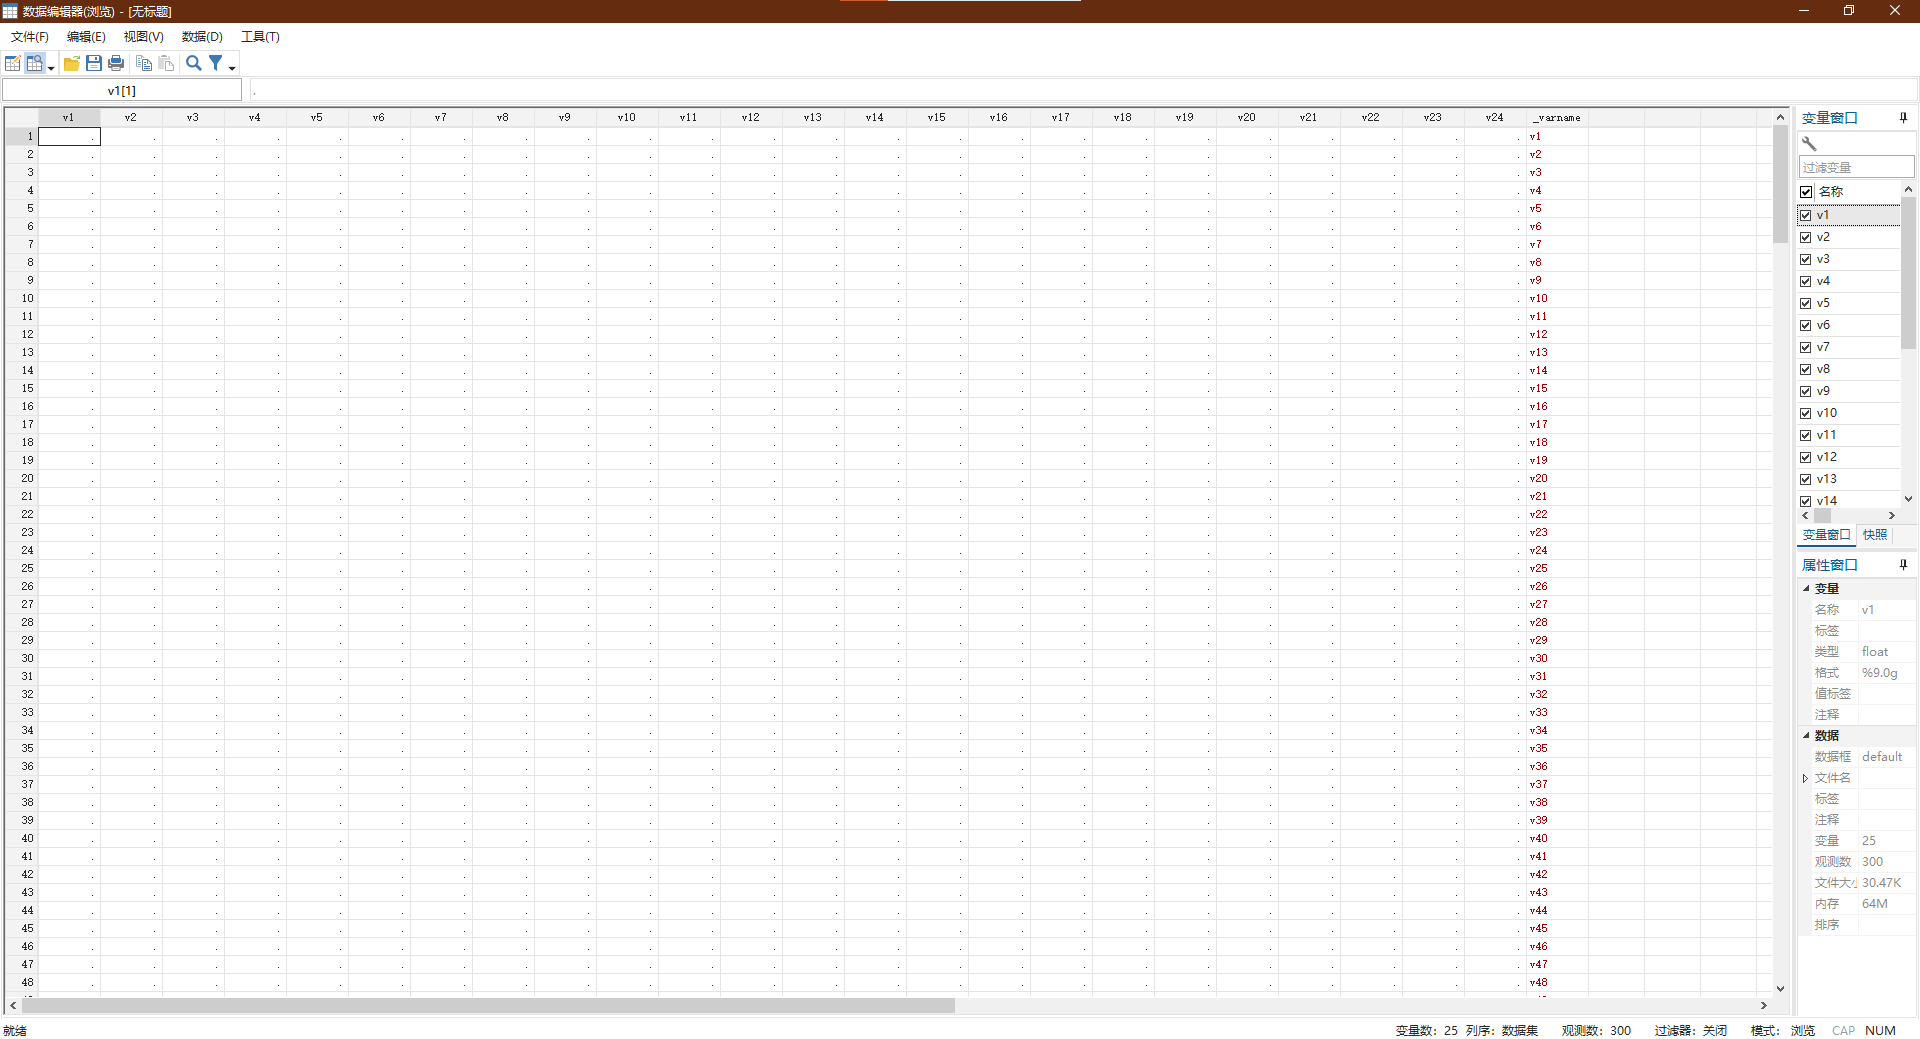 数据编辑器(浏览) - [无标题]
文件(F) 编辑(E) 视图(V) 数据(D) 工具(T)
v1[1] .
v1 v2 v3 v4 v5 v6 v7 v8 v9 v10 v11 v12 v13 v14 v15 v16 v17 v18 v19 v20 v21 v22 v23 v24 _varname
1 . . . . . . . . . . . . . . . . . . . . . . . . v1
2 . . . . . . . . . . . . . . . . . . . . . . . . v2
3 . . . . . . . . . . . . . . . . . . . . . . . . v3
4 . . . . . . . . . . . . . . . . . . . . . . . . v4
5 . . . . . . . . . . . . . . . . . . . . . . . . v5
6 . . . . . . . . . . . . . . . . . . . . . . . . v6
7 . . . . . . . . . . . . . . . . . . . . . . . . v7
8 . . . . . . . . . . . . . . . . . . . . . . . . v8
9 . . . . . . . . . . . . . . . . . . . . . . . . v9
10 . . . . . . . . . . . . . . . . . . . . . . . . v10
11 . . . . . . . . . . . . . . . . . . . . . . . . v11
12 . . . . . . . . . . . . . . . . . . . . . . . . v12
13 . . . . . . . . . . . . . . . . . . . . . . . . v13
14 . . . . . . . . . . . . . . . . . . . . . . . . v14
15 . . . . . . . . . . . . . . . . . . . . . . . . v15
16 . . . . . . . . . . . . . . . . . . . . . . . . v16
17 . . . . . . . . . . . . . . . . . . . . . . . . v17
18 . . . . . . . . . . . . . . . . . . . . . . . . v18
19 . . . . . . . . . . . . . . . . . . . . . . . . v19
20 . . . . . . . . . . . . . . . . . . . . . . . . v20
21 . . . . . . . . . . . . . . . . . . . . . . . . v21
22 . . . . . . . . . . . . . . . . . . . . . . . . v22
23 . . . . . . . . . . . . . . . . . . . . . . . . v23
24 . . . . . . . . . . . . . . . . . . . . . . . . v24
25 . . . . . . . . . . . . . . . . . . . . . . . . v25
26 . . . . . . . . . . . . . . . . . . . . . . . . v26
27 . . . . . . . . . . . . . . . . . . . . . . . . v27
28 . . . . . . . . . . . . . . . . . . . . . . . . v28
29 . . . . . . . . . . . . . . . . . . . . . . . . v29
30 . . . . . . . . . . . . . . . . . . . . . . . . v30
31 . . . . . . . . . . . . . . . . . . . . . . . . v31
32 . . . . . . . . . . . . . . . . . . . . . . . . v32
33 . . . . . . . . . . . . . . . . . . . . . . . . v33
34 . . . . . . . . . . . . . . . . . . . . . . . . v34
35 . . . . . . . . . . . . . . . . . . . . . . . . v35
36 . . . . . . . . . . . . . . . . . . . . . . . . v36
37 . . . . . . . . . . . . . . . . . . . . . . . . v37
38 . . . . . . . . . . . . . . . . . . . . . . . . v38
39 . . . . . . . . . . . . . . . . . . . . . . . . v39
40 . . . . . . . . . . . . . . . . . . . . . . . . v40
41 . . . . . . . . . . . . . . . . . . . . . . . . v41
42 . . . . . . . . . . . . . . . . . . . . . . . . v42
43 . . . . . . . . . . . . . . . . . . . . . . . . v43
44 . . . . . . . . . . . . . . . . . . . . . . . . v44
45 . . . . . . . . . . . . . . . . . . . . . . . . v45
46 . . . . . . . . . . . . . . . . . . . . . . . . v46
47 . . . . . . . . . . . . . . . . . . . . . . . . v47
48 . . . . . . . . . . . . . . . . . . . . . . . . v48
变量窗口
过滤变量
名称
v1
v2
v3
v4
v5
v6
v7
v8
v9
v10
v11
v12
v13
v14
变量窗口 快照
属性窗口
变量
名称 v1
标签
类型 float
格式 %9.0g
值标签
注释
数据
数据框 default
文件名
标签
注释
变量 25
观测数 300
文件大小 30.47K
内存 64M
排序
就绪 变量数: 25 列序: 数据集 观测数: 300 过滤器: 关闭 模式: 浏览 CAP NUM